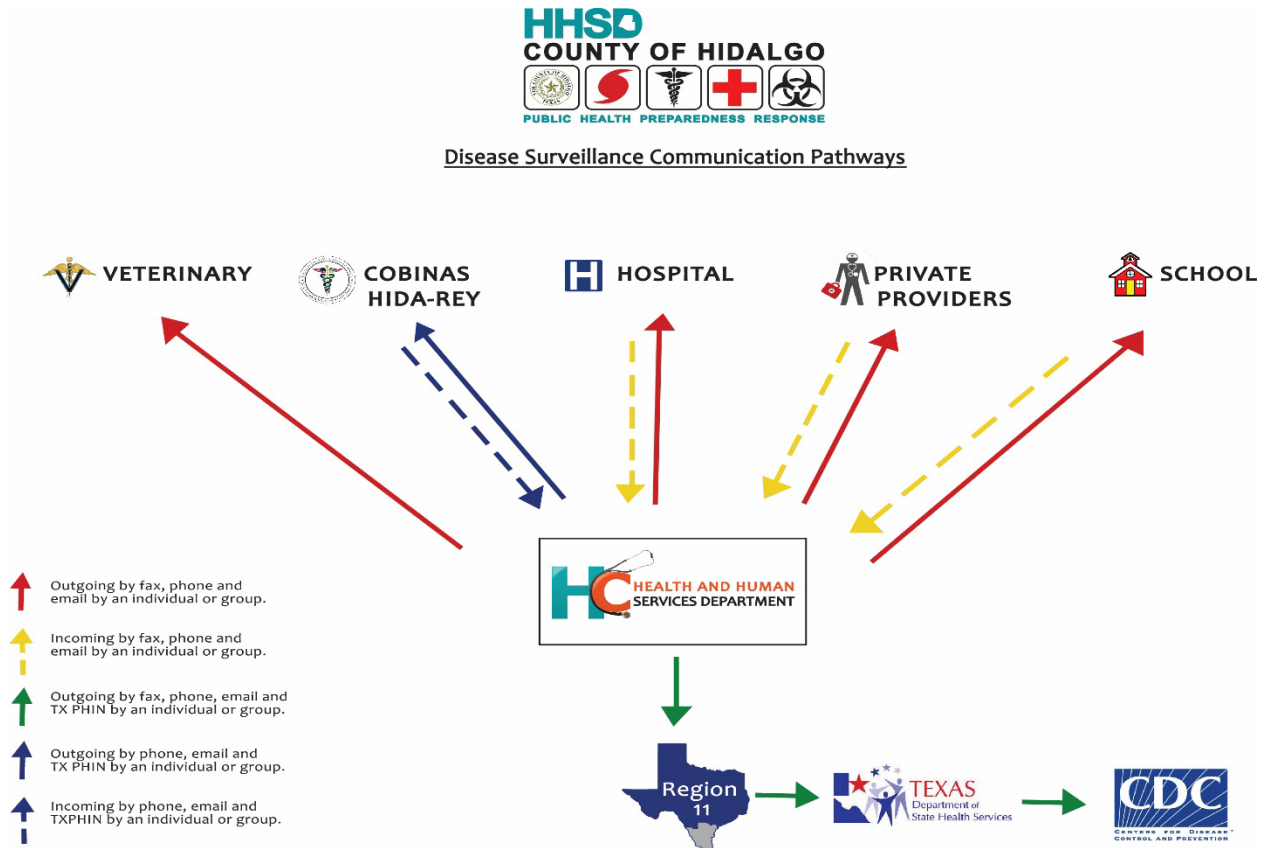 HHSD
COUNTY OF HIDALGO
PUBLIC HEALTH PREPAREDNESS RESPONSE
Disease Surveillance Communication Pathways
VETERINARY
COBINAS
HIDA-REY
H
HOSPITAL
PRIVATE
PROVIDERS
SCHOOL
HC HEALTH AND HUMAN
SERVICES DEPARTMENT
Outgoing by fax, phone and
email by an individual or group.
Incoming by fax, phone and
email by an individual or group.
Outgoing by fax, phone, email and
TX PHIN by an individual or group.
Outgoing by phone, email and
TX PHIN by an individual or group.
Incoming by phone, email and
TXPHIN by an individual or group.
Region
11
TEXAS
Department of
State Health Services
CDC
CENTERS FOR DISEASE
CONTROL AND PREVENTION